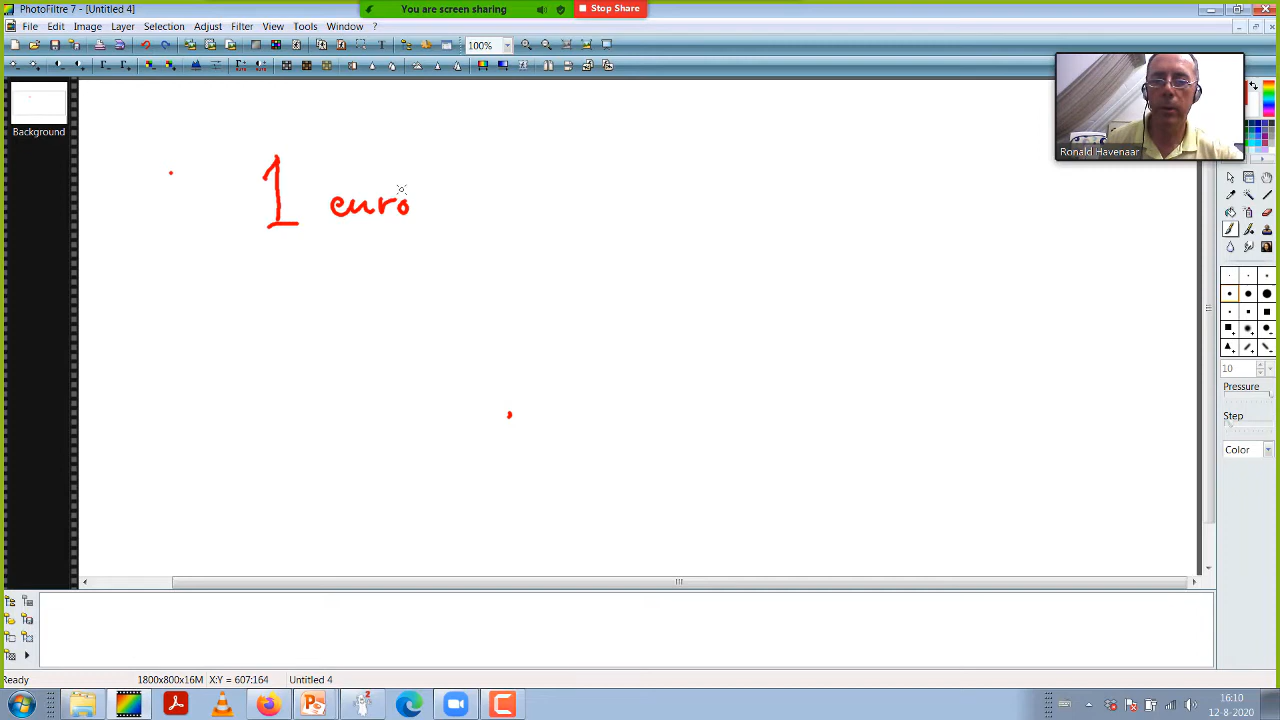 PhotoFiltre 7 - [Untitled 4]
You are screen sharing
Stop Share
File Edit Image Layer Selection Adjust Filter View Tools Window ?
100%
Background
Ronald Havenaar
1 euro
10
Pressure
Step
Color
Ready
1800x800x16M
X:Y = 607:164
Untitled 4
16:10
12-8-2020